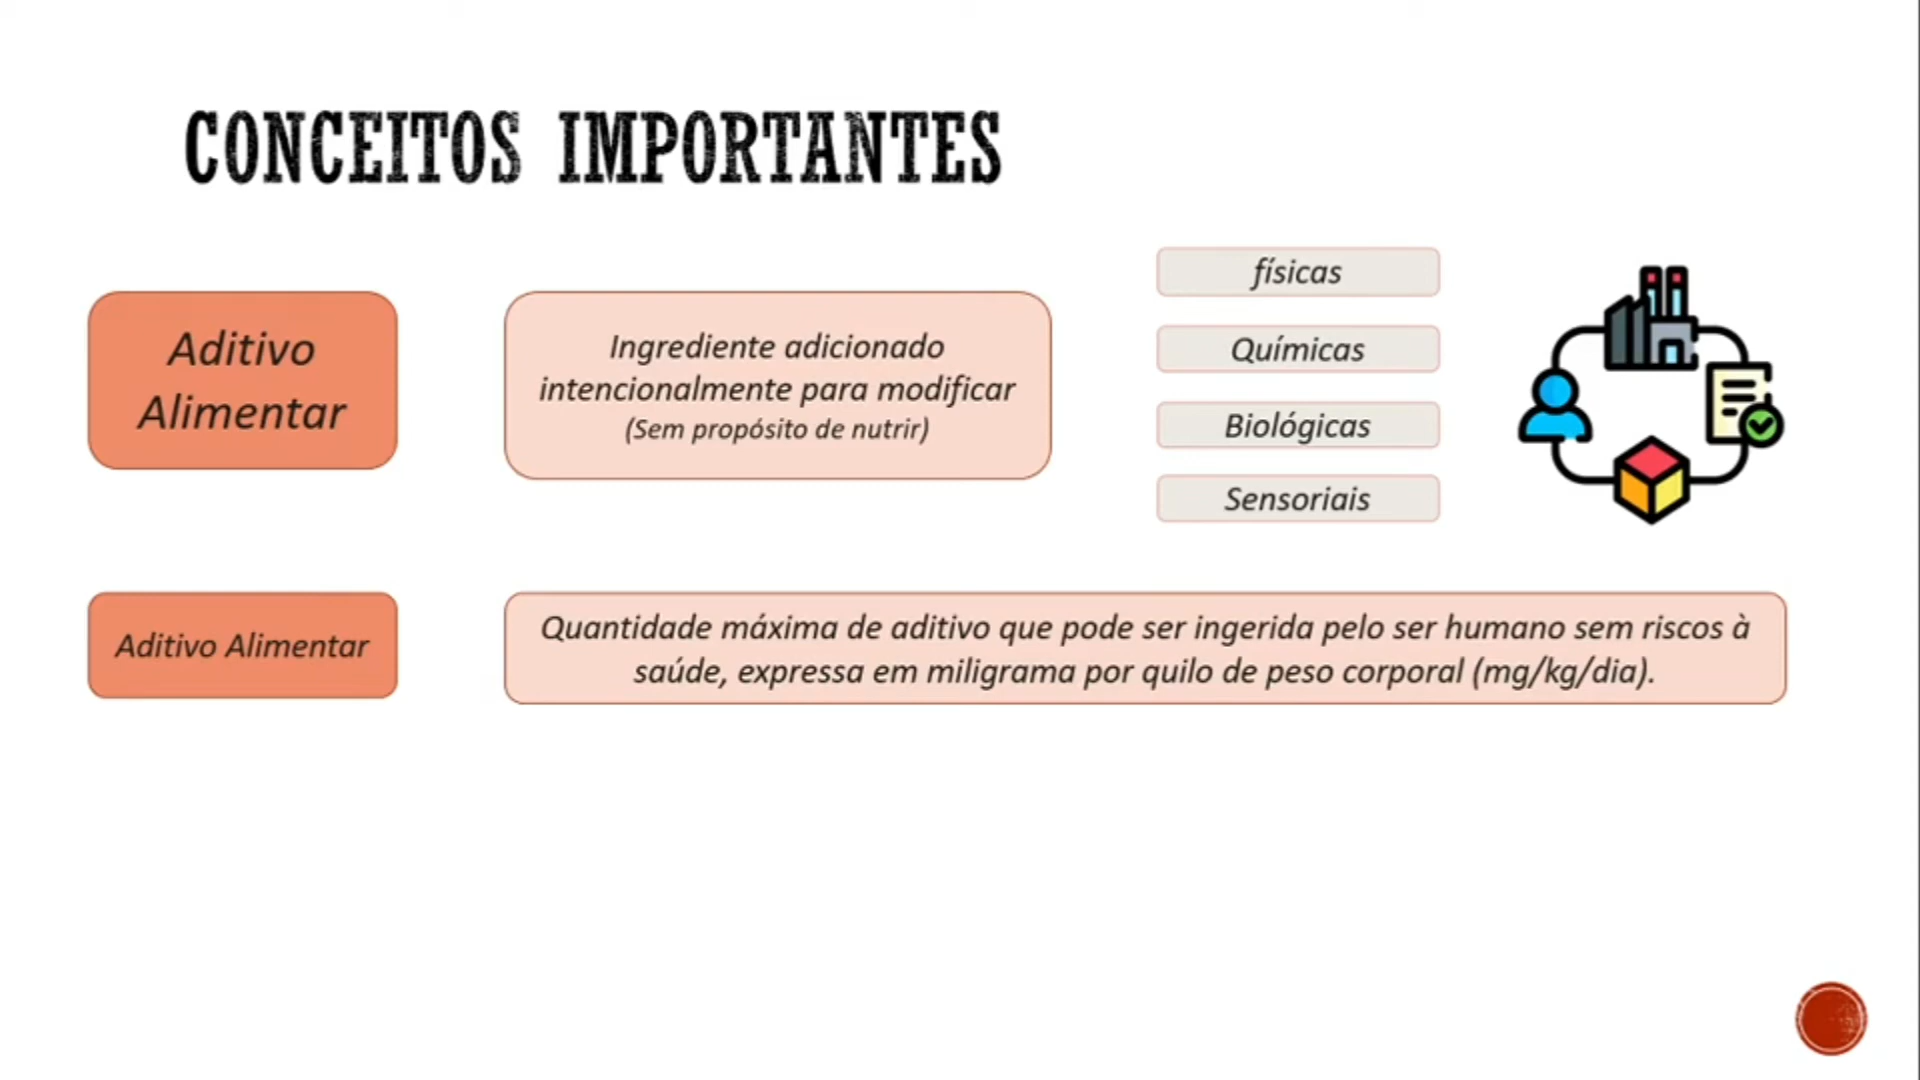 CONCEITOS IMPORTANTES
Aditivo
Alimentar
Ingrediente adicionado
intencionalmente para modificar
(Sem propósito de nutrir)
físicas
Químicas
Biológicas
Sensoriais
Aditivo Alimentar
Quantidade máxima de aditivo que pode ser ingerida pelo ser humano sem riscos à
saúde, expressa em miligrama por quilo de peso corporal (mg/kg/dia).